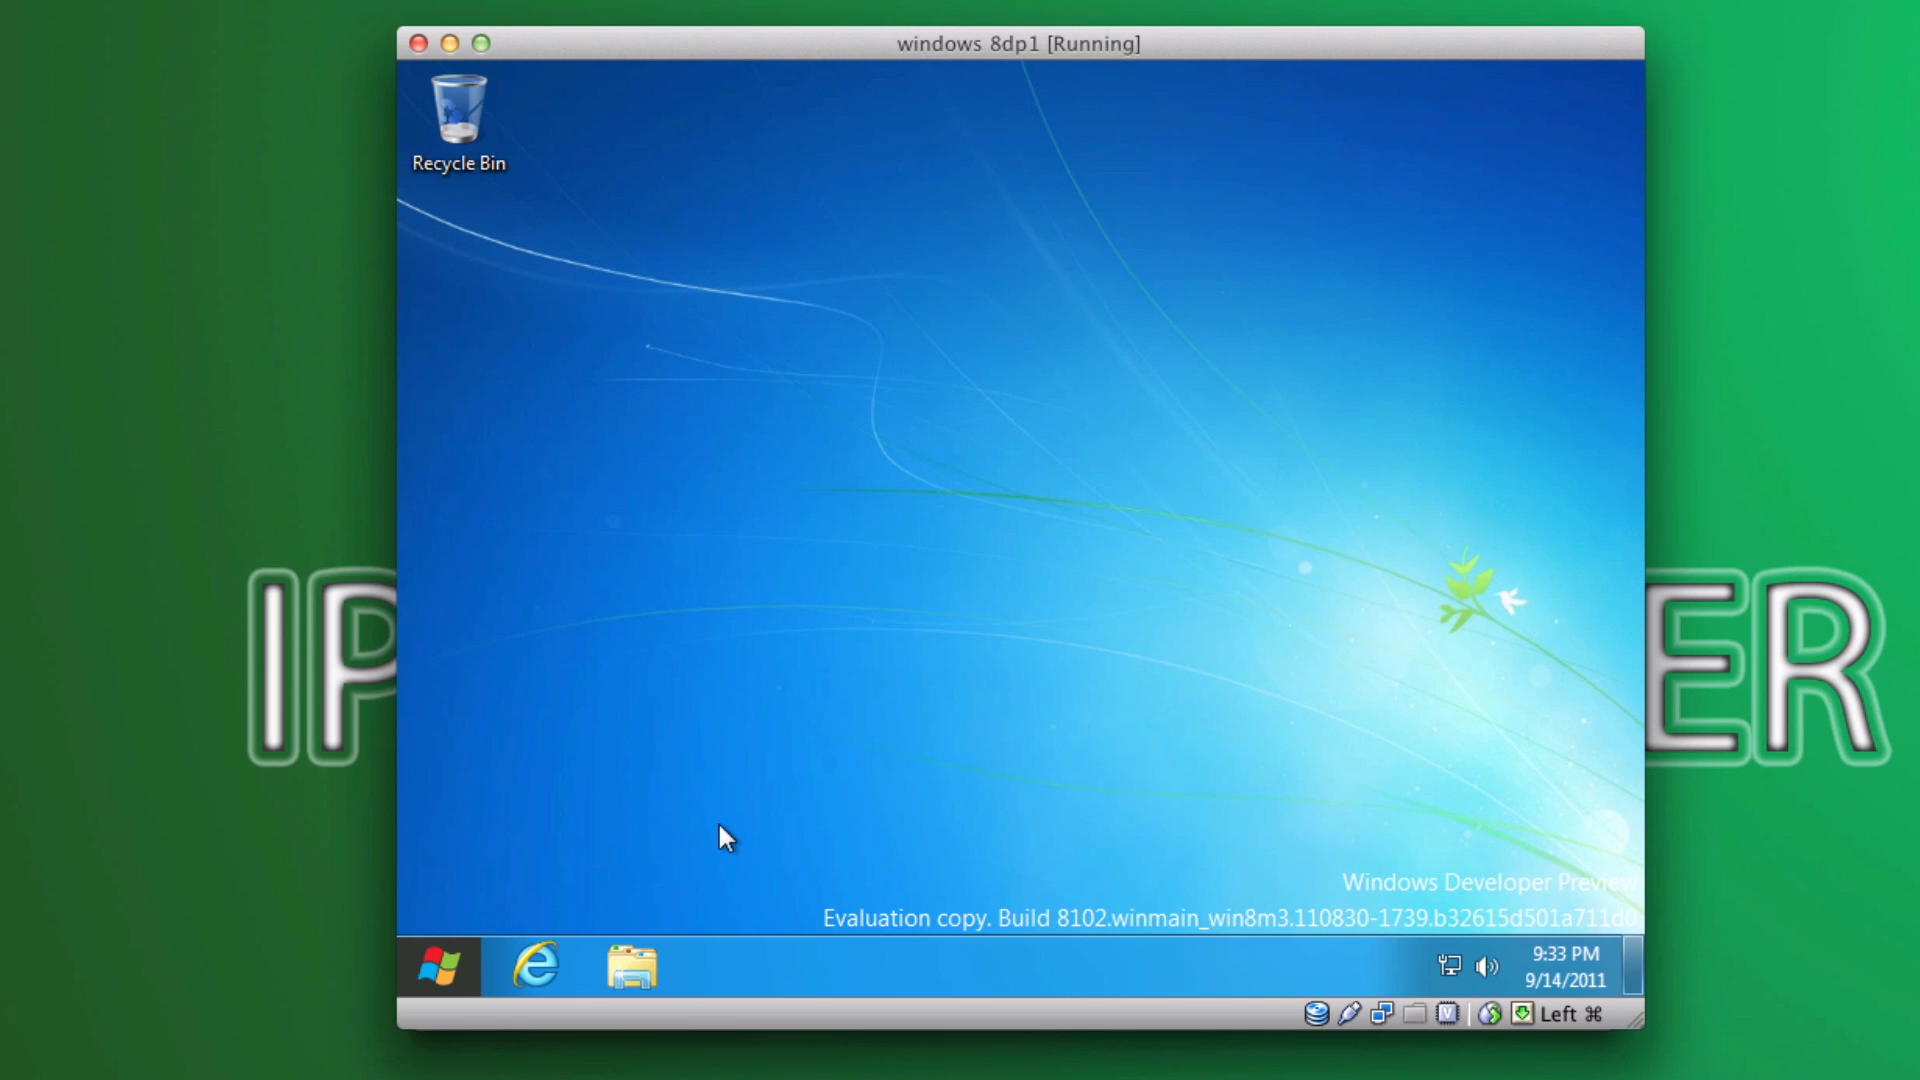 windows 8dp1 [Running]
Recycle Bin
IP
ER
Windows Developer Preview
Evaluation copy. Build 8102.winmain_win8m3.110830-1739.b32615d501a711d0
9:33 PM
9/14/2011
V
Left ⌘